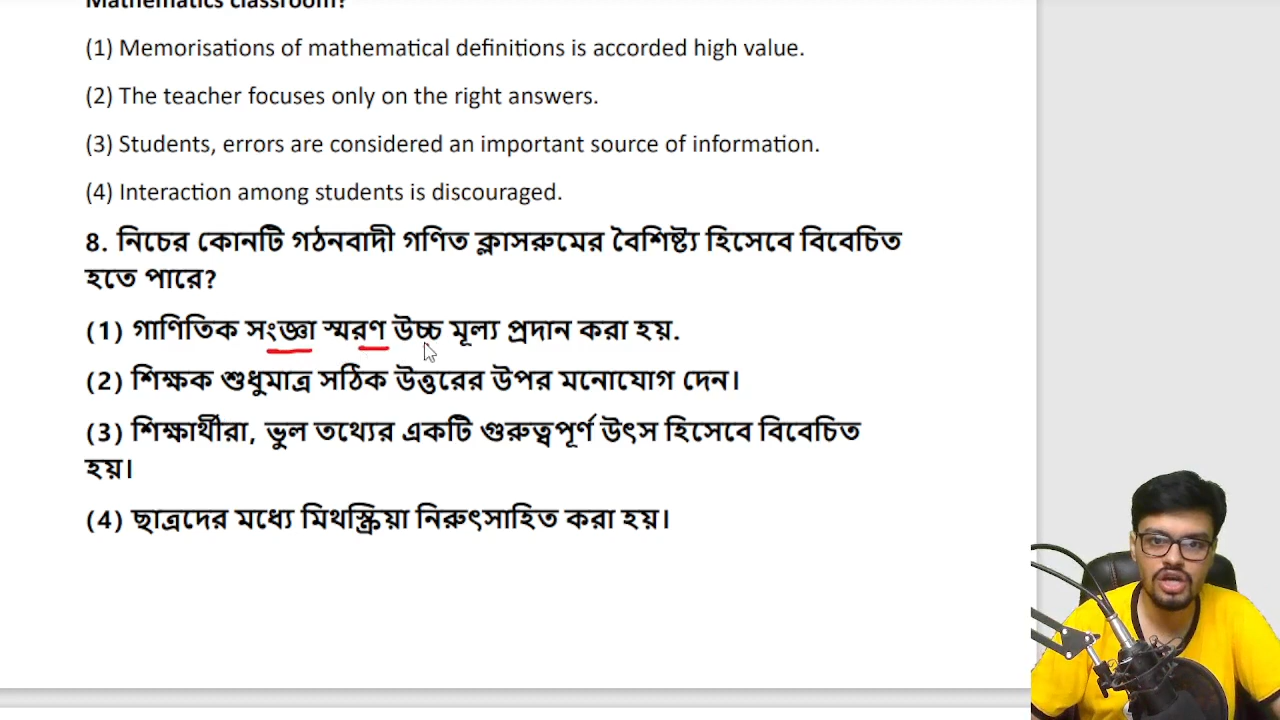 Mathematics classroom?
(1) Memorisations of mathematical definitions is accorded high value.
(2) The teacher focuses only on the right answers.
(3) Students, errors are considered an important source of information.
(4) Interaction among students is discouraged.
8. নিচের কোনটি গঠনবাদী গণিত ক্লাসরুমের বৈশিষ্ট্য হিসেবে বিবেচিত
হতে পারে?
(1) গাণিতিক সংজ্ঞা স্মরণ উচ্চ মূল্য প্রদান করা হয়.
(2) শিক্ষক শুধুমাত্র সঠিক উত্তরের উপর মনোযোগ দেন।
(3) শিক্ষার্থীরা, ভুল তথ্যের একটি গুরুত্বপূর্ণ উৎস হিসেবে বিবেচিত
হয়।
(4) ছাত্রদের মধ্যে মিথস্ক্রিয়া নিরুৎসাহিত করা হয়।